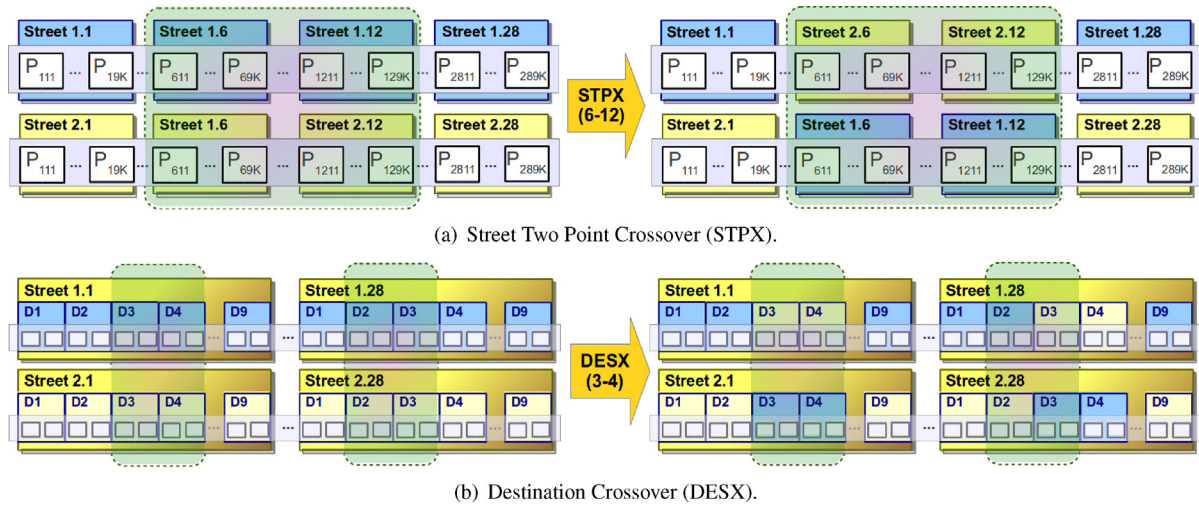 Street 1.1 Street 1.6 Street 1.12 Street 1.28
P111 ... P19K ... P611 ... P69K ... P1211 ... P129K ... P2811 ... P289K
Street 2.1 Street 1.6 Street 2.12 Street 2.28
P111 ... P19K ... P611 ... P69K ... P1211 ... P129K ... P2811 ... P289K
STPX
(6-12)
Street 1.1 Street 2.6 Street 2.12 Street 1.28
P111 ... P19K ... P611 ... P69K ... P1211 ... P129K ... P2811 ... P289K
Street 2.1 Street 1.6 Street 1.12 Street 2.28
P111 ... P19K ... P611 ... P69K ... P1211 ... P129K ... P2811 ... P289K
(a) Street Two Point Crossover (STPX).
Street 1.1 Street 1.28
D1 D2 D3 D4 D9 D1 D2 D3 D4 D9
... ... ...
Street 2.1 Street 2.28
D1 D2 D3 D4 D9 D1 D2 D3 D4 D9
... ... ...
DESX
(3-4)
Street 1.1 Street 1.28
D1 D2 D3 D4 D9 D1 D2 D3 D4 D9
... ... ...
Street 2.1 Street 2.28
D1 D2 D3 D4 D9 D1 D2 D3 D4 D9
... ... ...
(b) Destination Crossover (DESX).